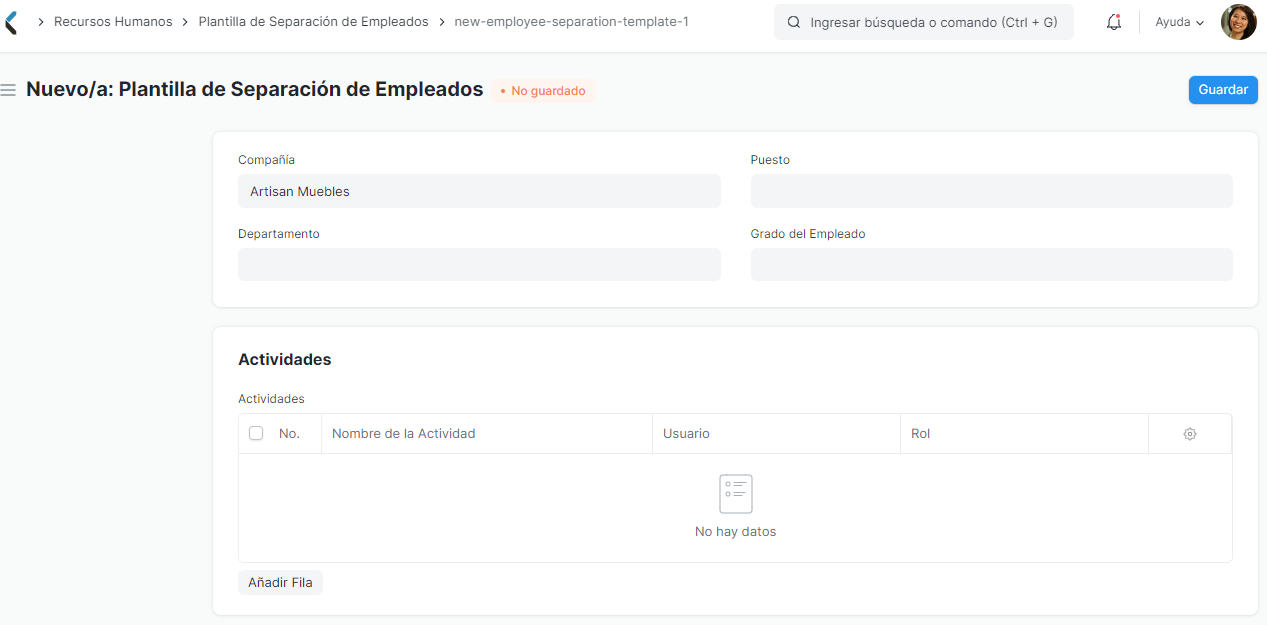 Recursos Humanos > Plantilla de Separación de Empleados > new-employee-separation-template-1
Ingresar búsqueda o comando (Ctrl + G)
Ayuda
Nuevo/a: Plantilla de Separación de Empleados
• No guardado
Guardar
Compañía
Artisan Muebles
Puesto
Departamento
Grado del Empleado
Actividades
Actividades
No. Nombre de la Actividad Usuario Rol
No hay datos
Añadir Fila